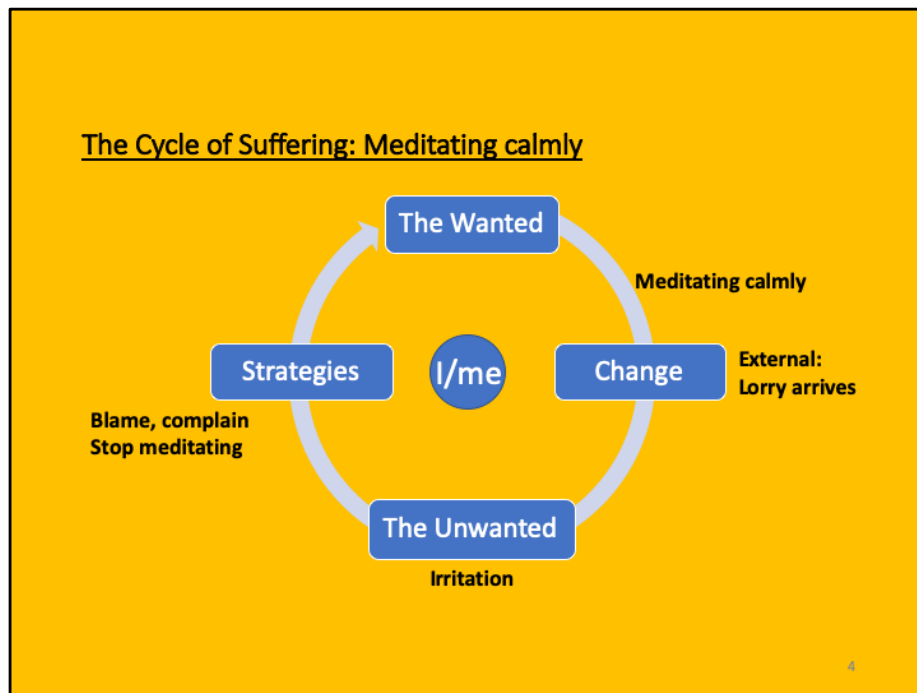 The Cycle of Suffering: Meditating calmly
The Wanted
Meditating calmly
Strategies
I/me
Change
External:
Lorry arrives
Blame, complain
Stop meditating
The Unwanted
Irritation
4